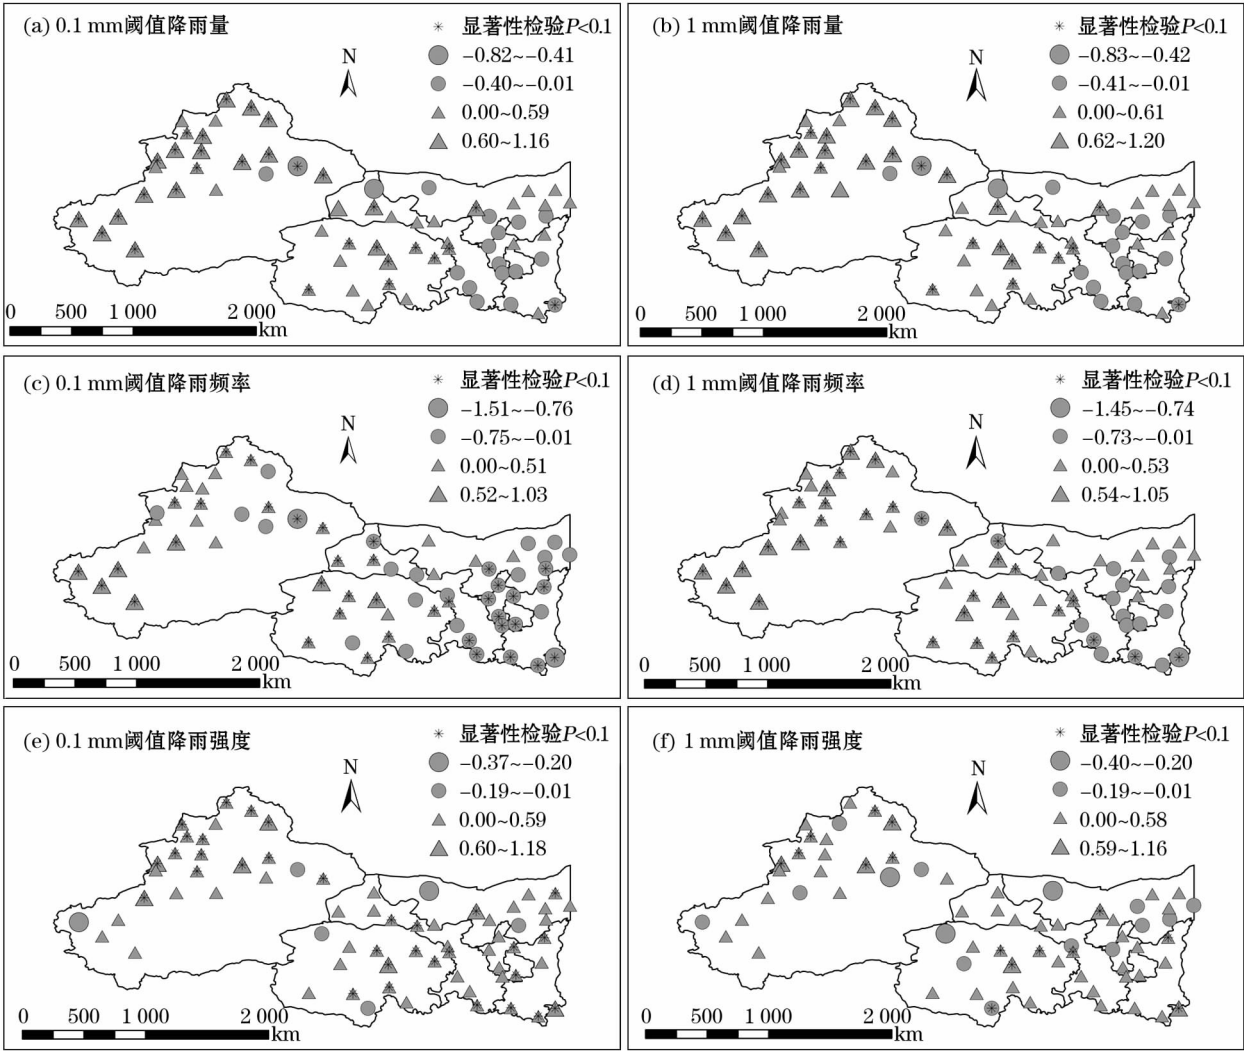 (a) 0.1 mm阈值降雨量
显著性检验P<0.1
−0.82~−0.41
−0.40~−0.01
0.00~0.59
0.60~1.16
N
0 500 1 000 2 000
km
(b) 1 mm阈值降雨量
显著性检验P<0.1
−0.83~−0.42
−0.41~−0.01
0.00~0.61
0.62~1.20
N
0 500 1 000 2 000
km
(c) 0.1 mm阈值降雨频率
显著性检验P<0.1
−1.51~−0.76
−0.75~−0.01
0.00~0.51
0.52~1.03
N
0 500 1 000 2 000
km
(d) 1 mm阈值降雨频率
显著性检验P<0.1
−1.45~−0.74
−0.73~−0.01
0.00~0.53
0.54~1.05
N
0 500 1 000 2 000
km
(e) 0.1 mm阈值降雨强度
显著性检验P<0.1
−0.37~−0.20
−0.19~−0.01
0.00~0.59
0.60~1.18
N
0 500 1 000 2 000
km
(f) 1 mm阈值降雨强度
显著性检验P<0.1
−0.40~−0.20
−0.19~−0.01
0.00~0.58
0.59~1.16
N
0 500 1 000 2 000
km